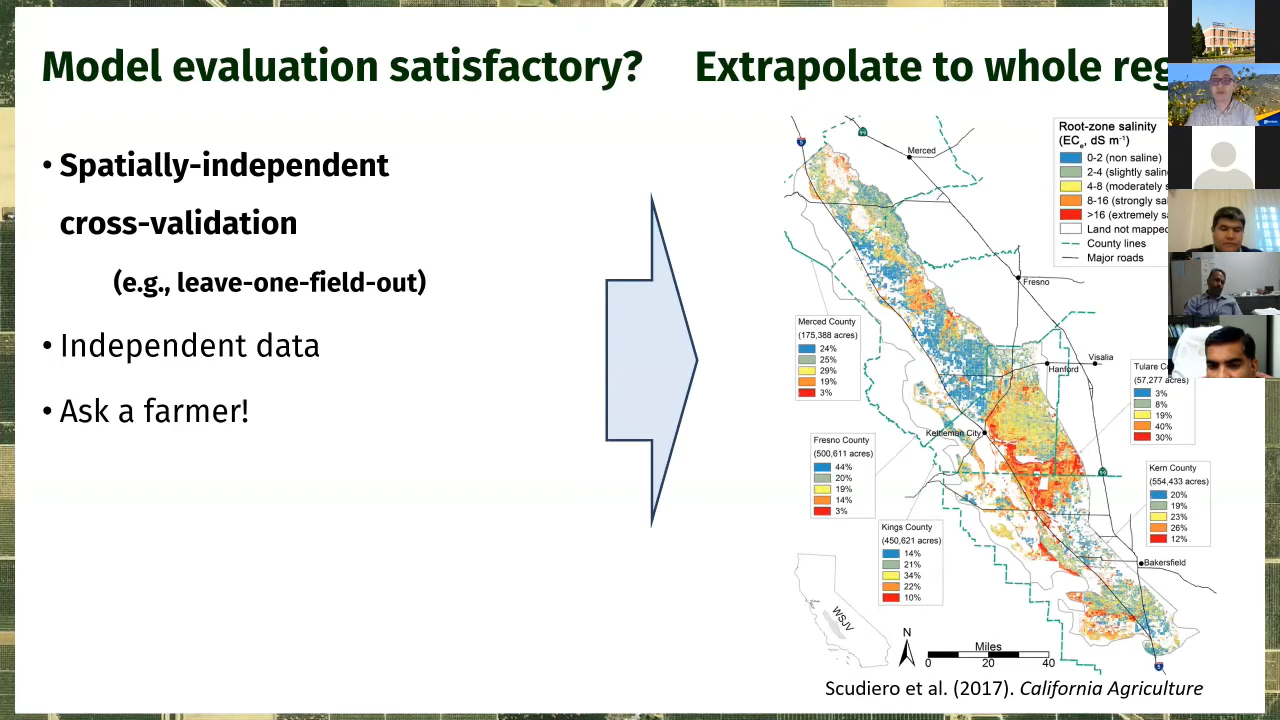 Model evaluation satisfactory?
Extrapolate to whole reg
• Spatially-independent
cross-validation
(e.g., leave-one-field-out)
• Independent data
• Ask a farmer!
Root-zone salinity
(ECe, dS m⁻¹)
0-2 (non saline)
2-4 (slightly salin
4-8 (moderately s
8-16 (strongly sa
>16 (extremely sa
Land not mapped
County lines
Major roads
Merced
Fresno
Hanford
Visalia
Kettleman City
Bakersfield
Merced County
(175,388 acres)
24%
25%
29%
19%
3%
Tulare Co
(57,277 acres)
3%
8%
19%
40%
30%
Fresno County
(500,611 acres)
44%
20%
19%
14%
3%
Kern County
(554,433 acres)
20%
19%
23%
26%
12%
Kings County
(450,621 acres)
14%
21%
34%
22%
10%
WSJV
N
Miles
0 20 40
Scudiero et al. (2017). California Agriculture